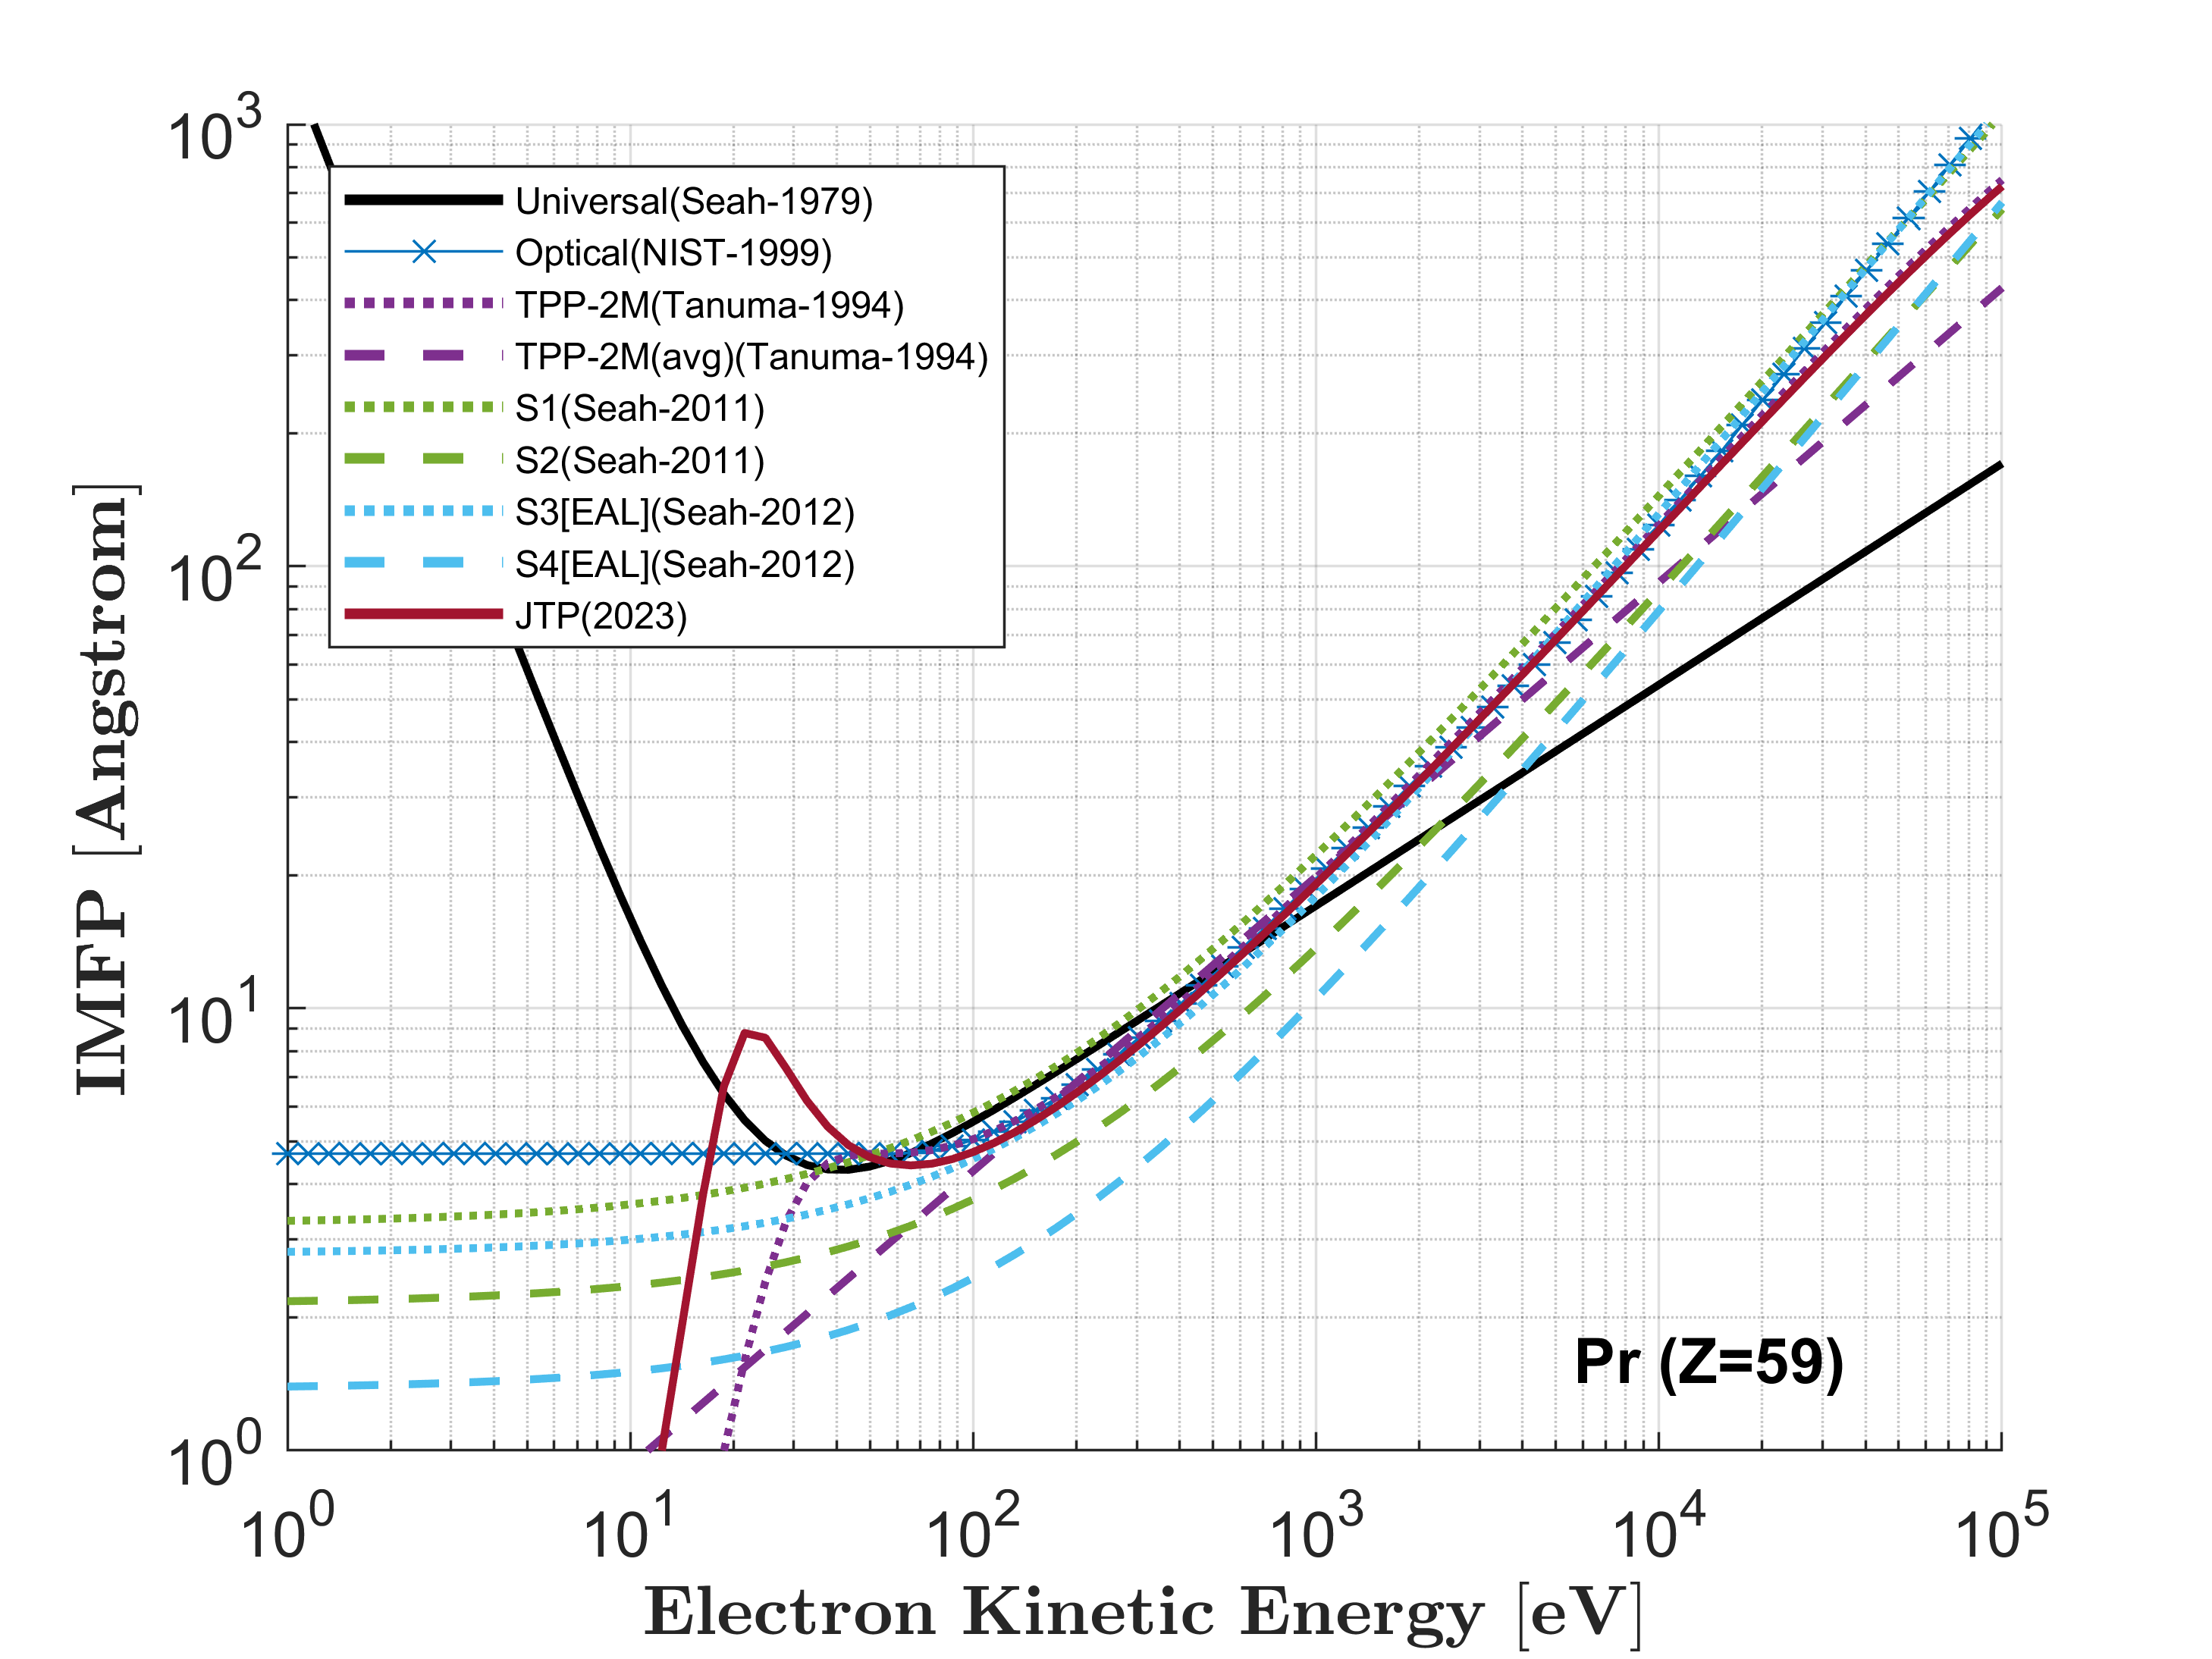 10^3
10^2
10^1
10^0
IMFP [Angstrom]
Universal(Seah-1979)
Optical(NIST-1999)
TPP-2M(Tanuma-1994)
TPP-2M(avg)(Tanuma-1994)
S1(Seah-2011)
S2(Seah-2011)
S3[EAL](Seah-2012)
S4[EAL](Seah-2012)
JTP(2023)
Pr (Z=59)
10^0 10^1 10^2 10^3 10^4 10^5
Electron Kinetic Energy [eV]